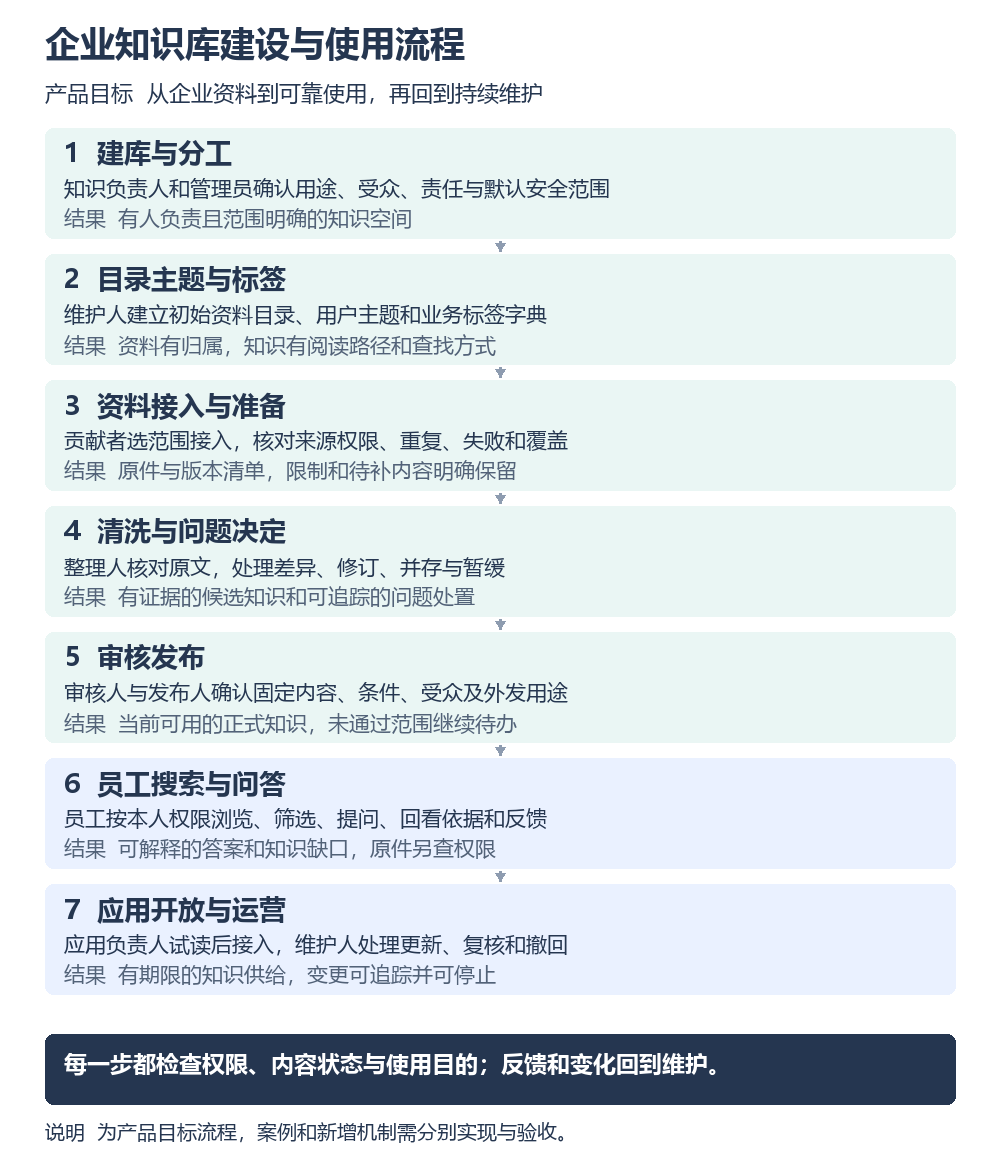 企业知识库建设与使用流程
产品目标 从企业资料到可靠使用，再回到持续维护
1 建库与分工
知识负责人和管理员确认用途、受众、责任与默认安全范围
结果 有人负责且范围明确的知识空间
2 目录主题与标签
维护人建立初始资料目录、用户主题和业务标签字典
结果 资料有归属，知识有阅读路径和查找方式
3 资料接入与准备
贡献者选范围接入，核对来源权限、重复、失败和覆盖
结果 原件与版本清单，限制和待补内容明确保留
4 清洗与问题决定
整理人核对原文，处理差异、修订、并存与暂缓
结果 有证据的候选知识和可追踪的问题处置
5 审核发布
审核人与发布人确认固定内容、条件、受众及外发用途
结果 当前可用的正式知识，未通过范围继续待办
6 员工搜索与问答
员工按本人权限浏览、筛选、提问、回看依据和反馈
结果 可解释的答案和知识缺口，原件另查权限
7 应用开放与运营
应用负责人试读后接入，维护人处理更新、复核和撤回
结果 有期限的知识供给，变更可追踪并可停止
每一步都检查权限、内容状态与使用目的；反馈和变化回到维护。
说明 为产品目标流程，案例和新增机制需分别实现与验收。